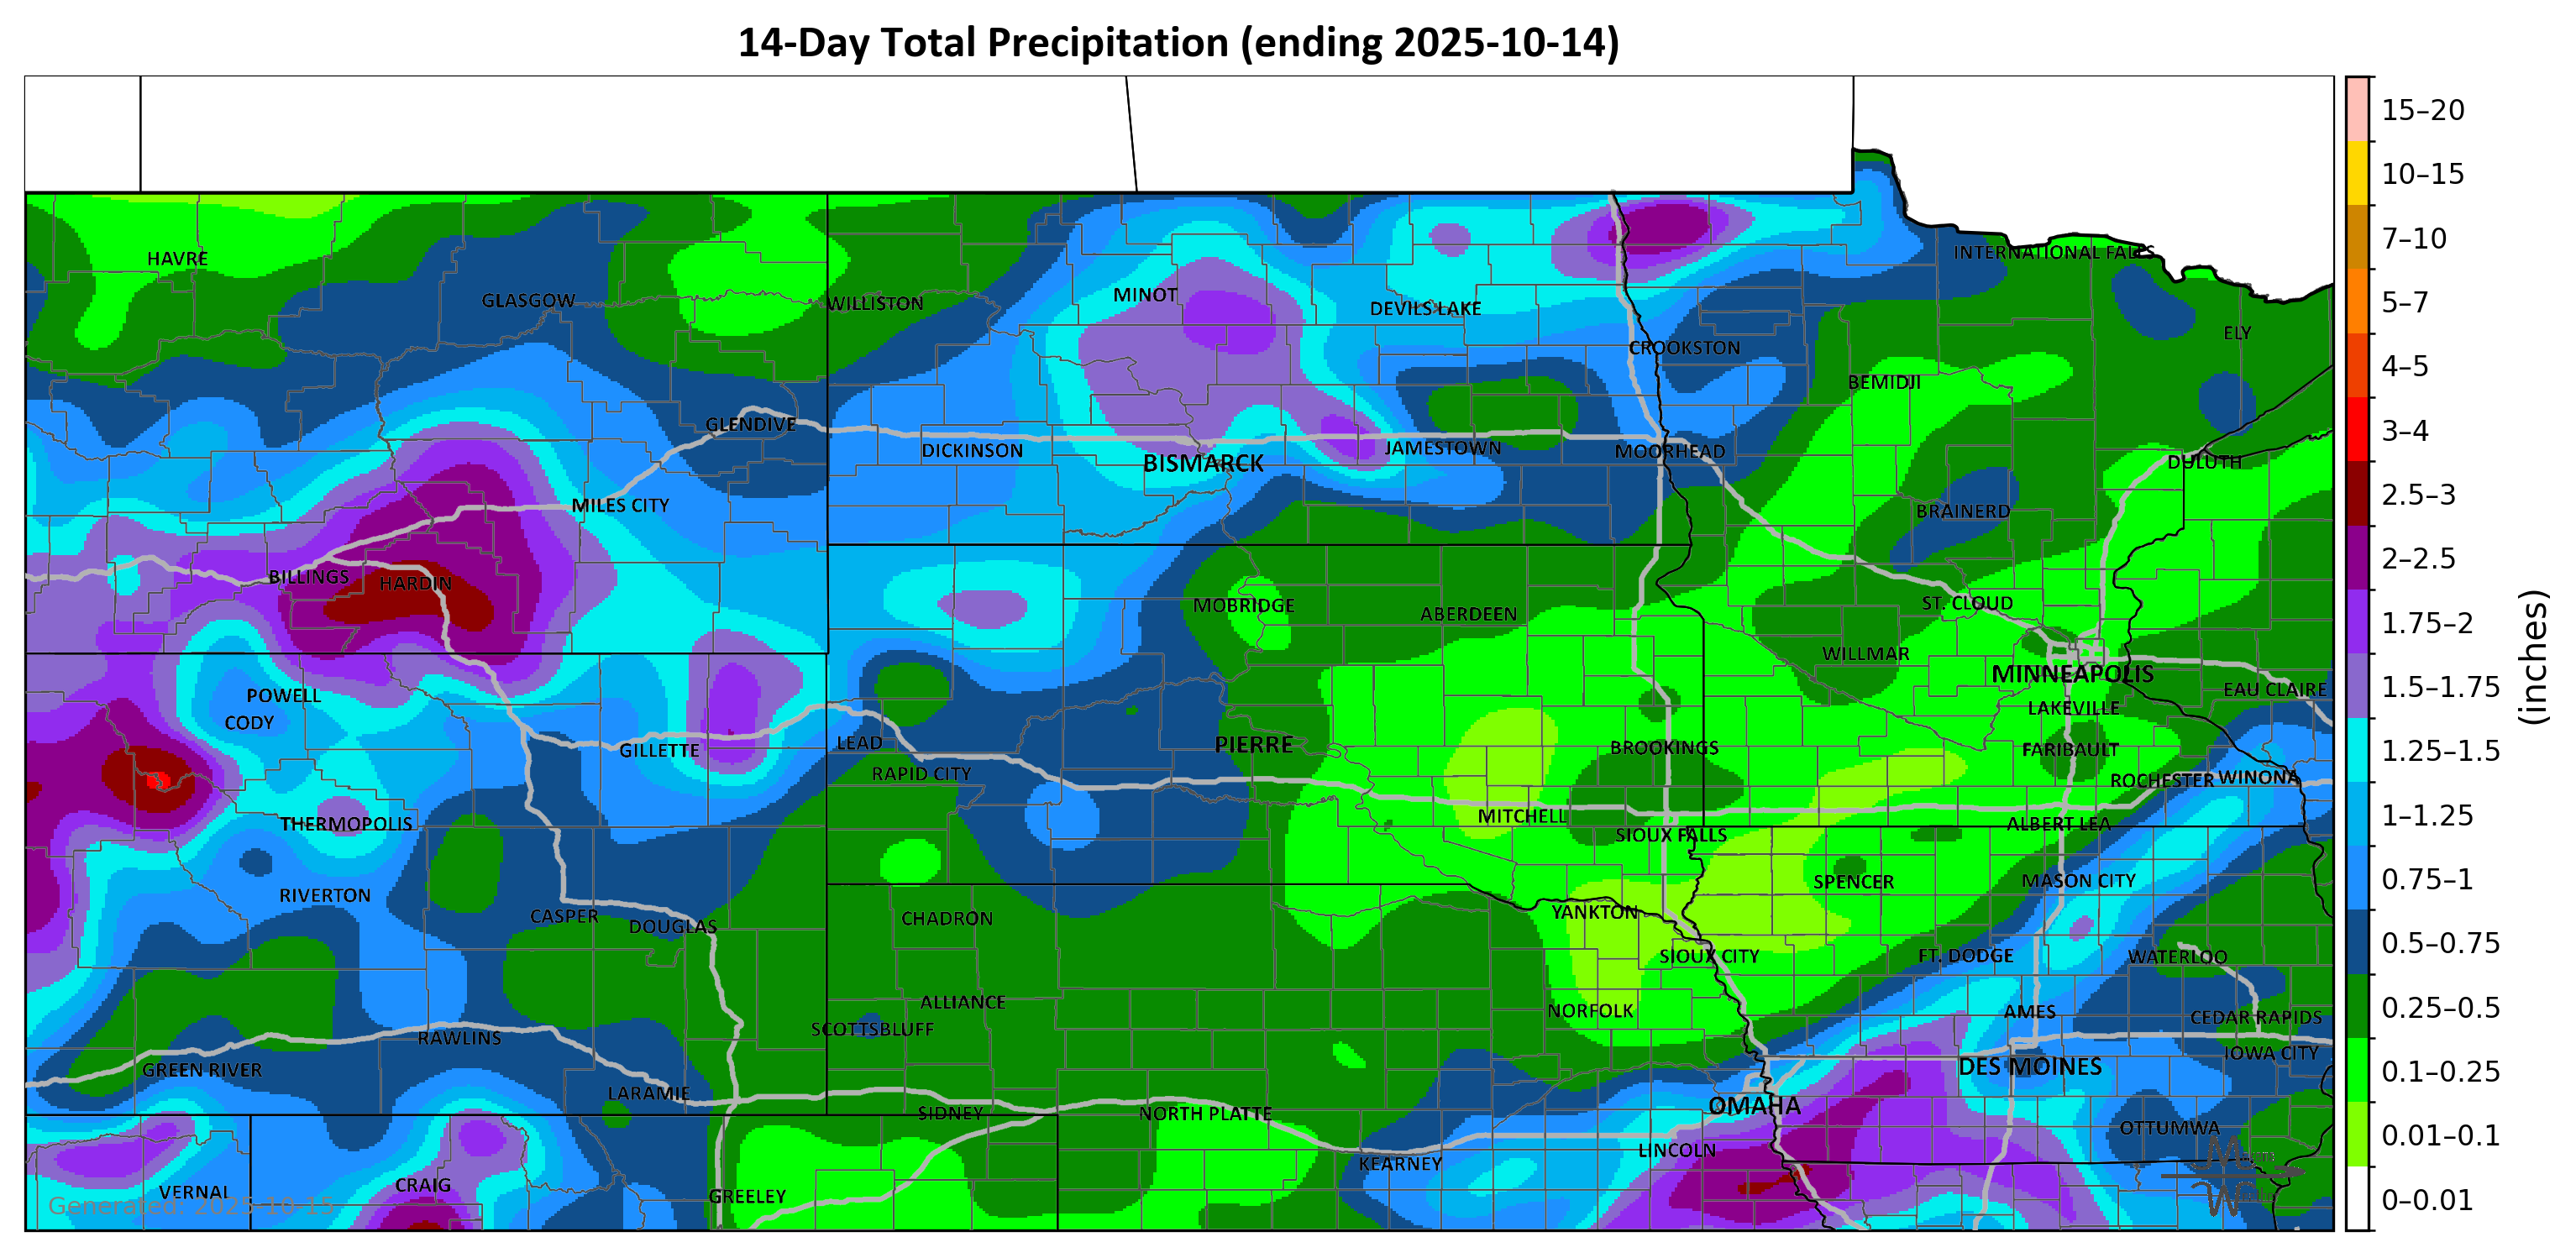 14-Day Total Precipitation (ending 2025-10-14)
15–20
10–15
7–10
5–7
4–5
3–4
2.5–3
2–2.5
1.75–2
1.5–1.75
1.25–1.5
1–1.25
0.75–1
0.5–0.75
0.25–0.5
0.1–0.25
0.01–0.1
0–0.01
(inches)
HAVRE
INTERNATIONAL FALLS
GLASGOW
WILLISTON
MINOT
DEVILS LAKE
ELY
CROOKSTON
BEMIDJI
GLENDIVE
DICKINSON
BISMARCK
JAMESTOWN
MOORHEAD
DULUTH
MILES CITY
BRAINERD
BILLINGS
HARDIN
MOBRIDGE
ABERDEEN
ST. CLOUD
WILLMAR
MINNEAPOLIS
POWELL
CODY
EAU CLAIRE
LAKEVILLE
GILLETTE
LEAD
PIERRE
BROOKINGS
FARIBAULT
RAPID CITY
ROCHESTER
WINONA
THERMOPOLIS
MITCHELL
SIOUX FALLS
ALBERT LEA
RIVERTON
SPENCER
MASON CITY
CASPER
DOUGLAS
CHADRON
YANKTON
SIOUX CITY
FT. DODGE
WATERLOO
ALLIANCE
NORFOLK
AMES
CEDAR RAPIDS
SCOTTSBLUFF
RAWLINS
IOWA CITY
GREEN RIVER
DES MOINES
LARAMIE
SIDNEY
NORTH PLATTE
OMAHA
OTTUMWA
KEARNEY
LINCOLN
VERNAL
CRAIG
GREELEY
Generated: 2025-10-15